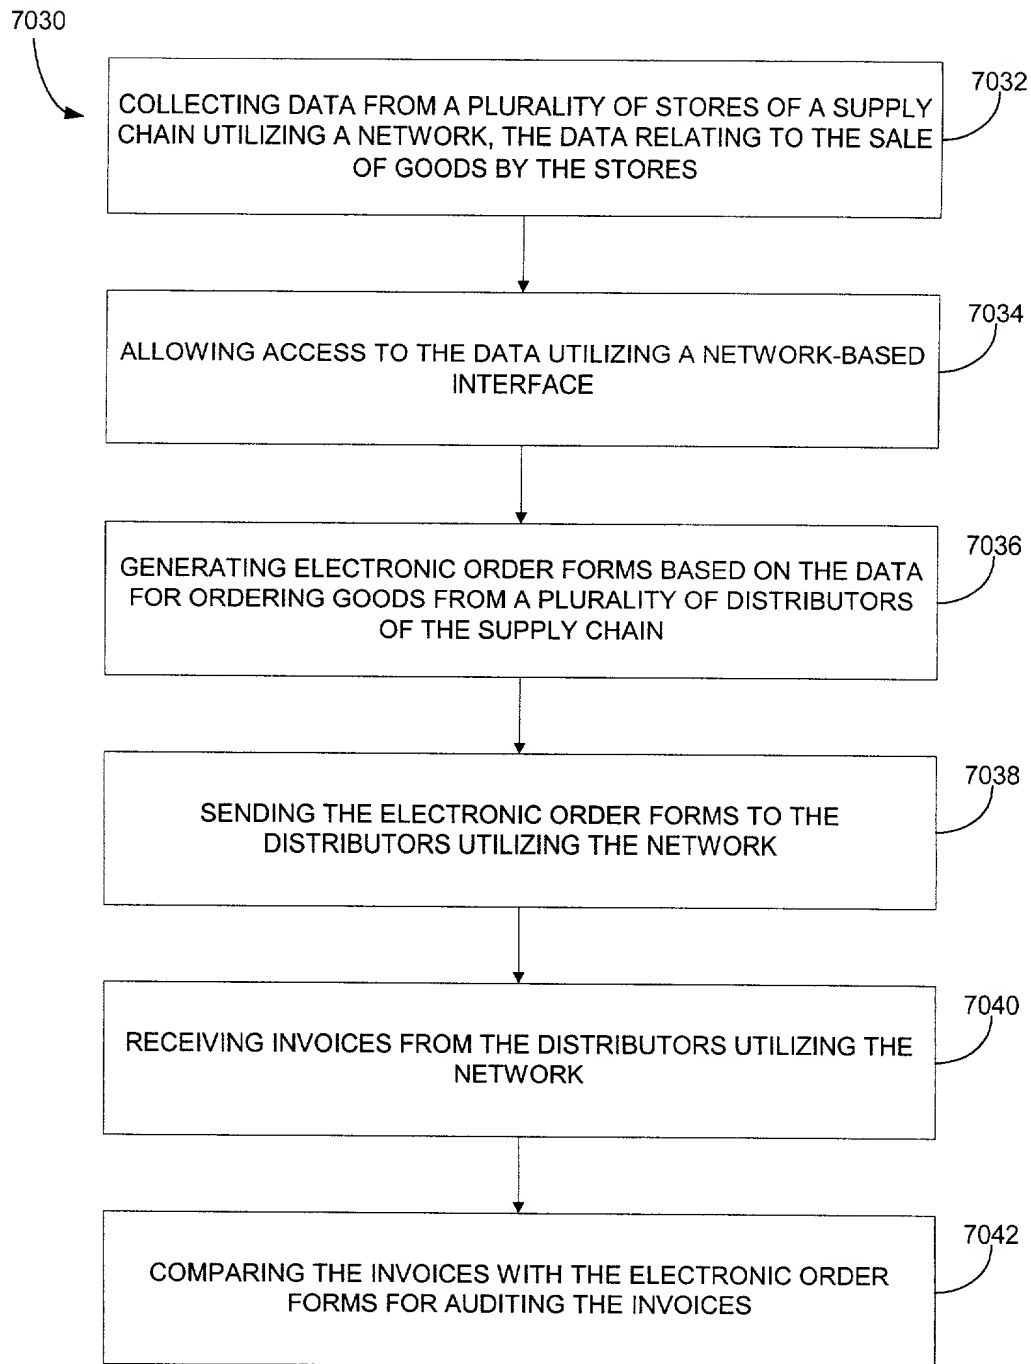 7030
7032
COLLECTING DATA FROM A PLURALITY OF STORES OF A SUPPLY
CHAIN UTILIZING A NETWORK, THE DATA RELATING TO THE SALE
OF GOODS BY THE STORES
7034
ALLOWING ACCESS TO THE DATA UTILIZING A NETWORK-BASED
INTERFACE
7036
GENERATING ELECTRONIC ORDER FORMS BASED ON THE DATA
FOR ORDERING GOODS FROM A PLURALITY OF DISTRIBUTORS
OF THE SUPPLY CHAIN
7038
SENDING THE ELECTRONIC ORDER FORMS TO THE
DISTRIBUTORS UTILIZING THE NETWORK
7040
RECEIVING INVOICES FROM THE DISTRIBUTORS UTILIZING THE
NETWORK
7042
COMPARING THE INVOICES WITH THE ELECTRONIC ORDER
FORMS FOR AUDITING THE INVOICES